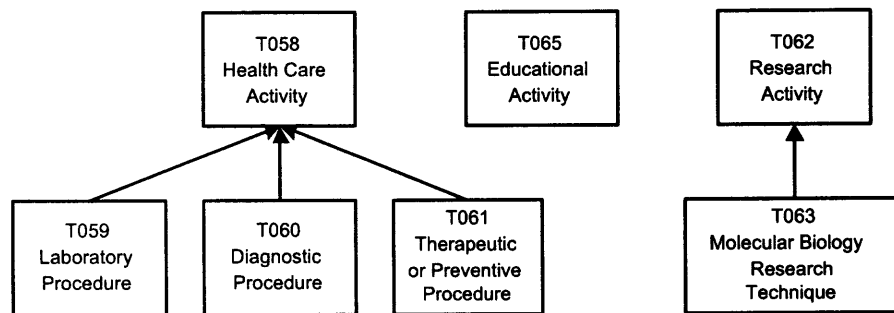 T058
Health Care
Activity
T065
Educational
Activity
T062
Research
Activity
T059
Laboratory
Procedure
T060
Diagnostic
Procedure
T061
Therapeutic
or Preventive
Procedure
T063
Molecular Biology
Research
Technique